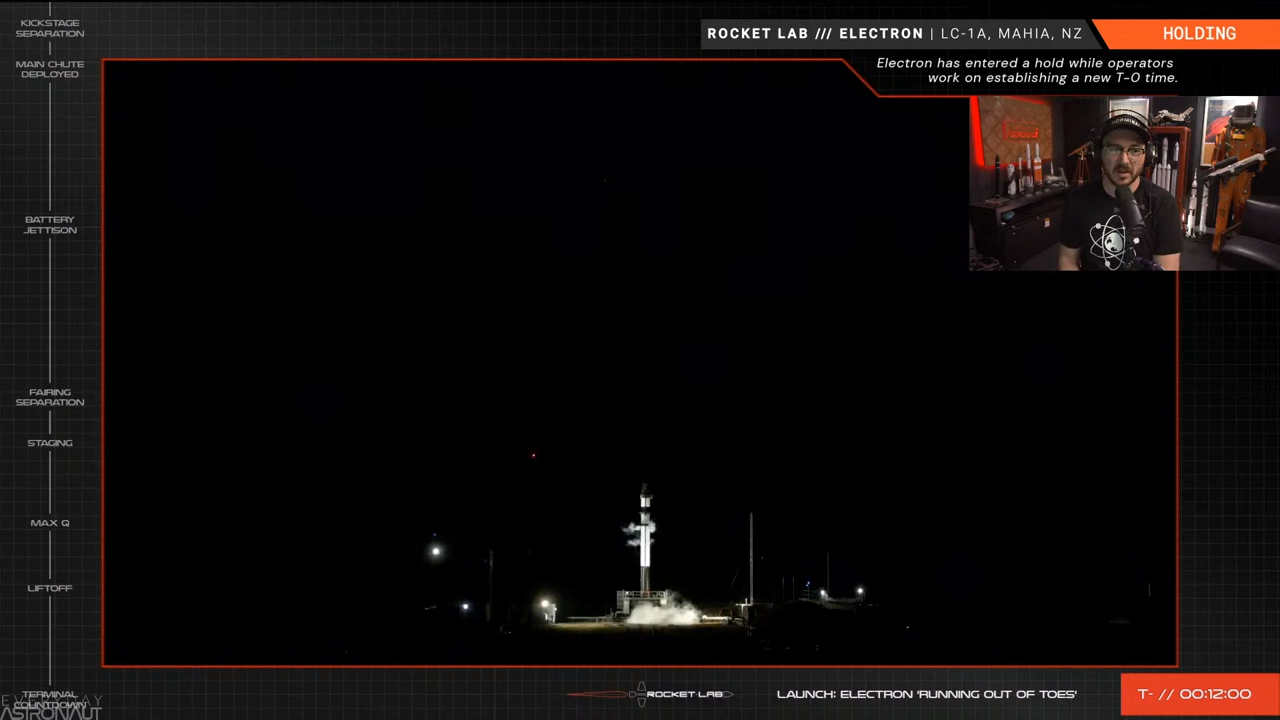 KICKSTAGE
SEPARATION
MAIN CHUTE
DEPLOYED
BATTERY
JETTISON
FAIRING
SEPARATION
STAGING
MAX Q
LIFTOFF
TERMINAL
COUNTDOWN
EVERYDAY
ASTRONAUT
ROCKET LAB /// ELECTRON | LC-1A, MAHIA, NZ
HOLDING
Electron has entered a hold while operators
work on establishing a new T-0 time.
ROCKET LAB
LAUNCH: ELECTRON 'RUNNING OUT OF TOES'
T- // 00:12:00